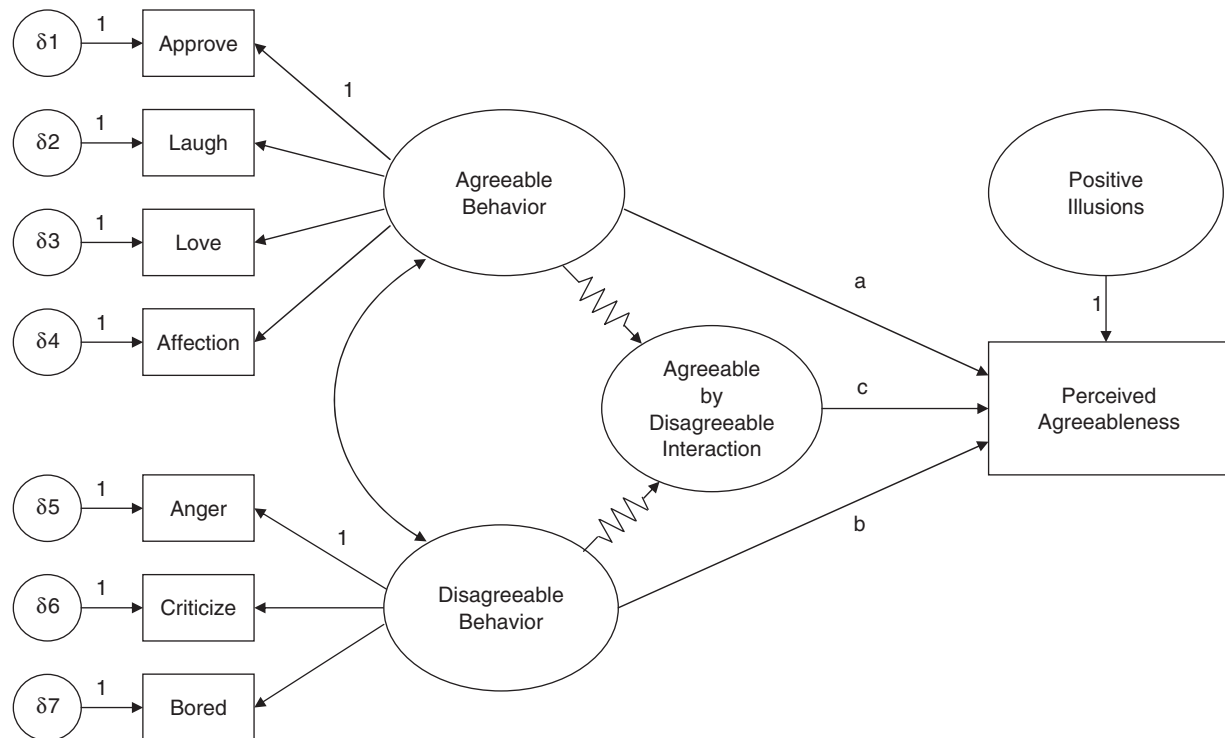 δ1
1
Approve
δ2
1
Laugh
δ3
1
Love
δ4
1
Affection
1
Agreeable
Behavior
Positive
Illusions
1
a
Agreeable
by
Disagreeable
Interaction
c
Perceived
Agreeableness
b
δ5
1
Anger
δ6
1
Criticize
δ7
1
Bored
1
Disagreeable
Behavior